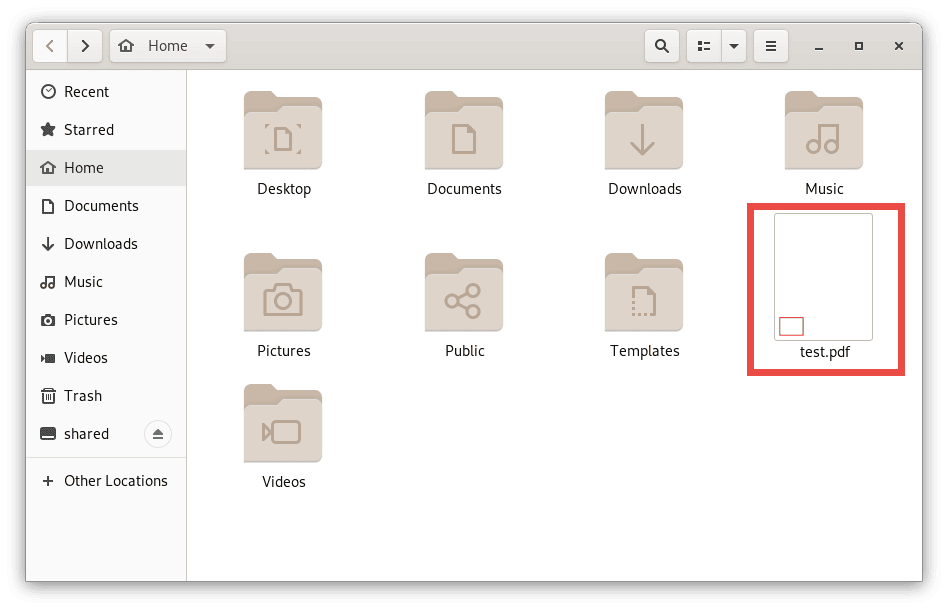 Home
Recent
Starred
Home
Documents
Downloads
Music
Pictures
Videos
Trash
shared
Other Locations
Desktop
Documents
Downloads
Music
Pictures
Public
Templates
test.pdf
Videos